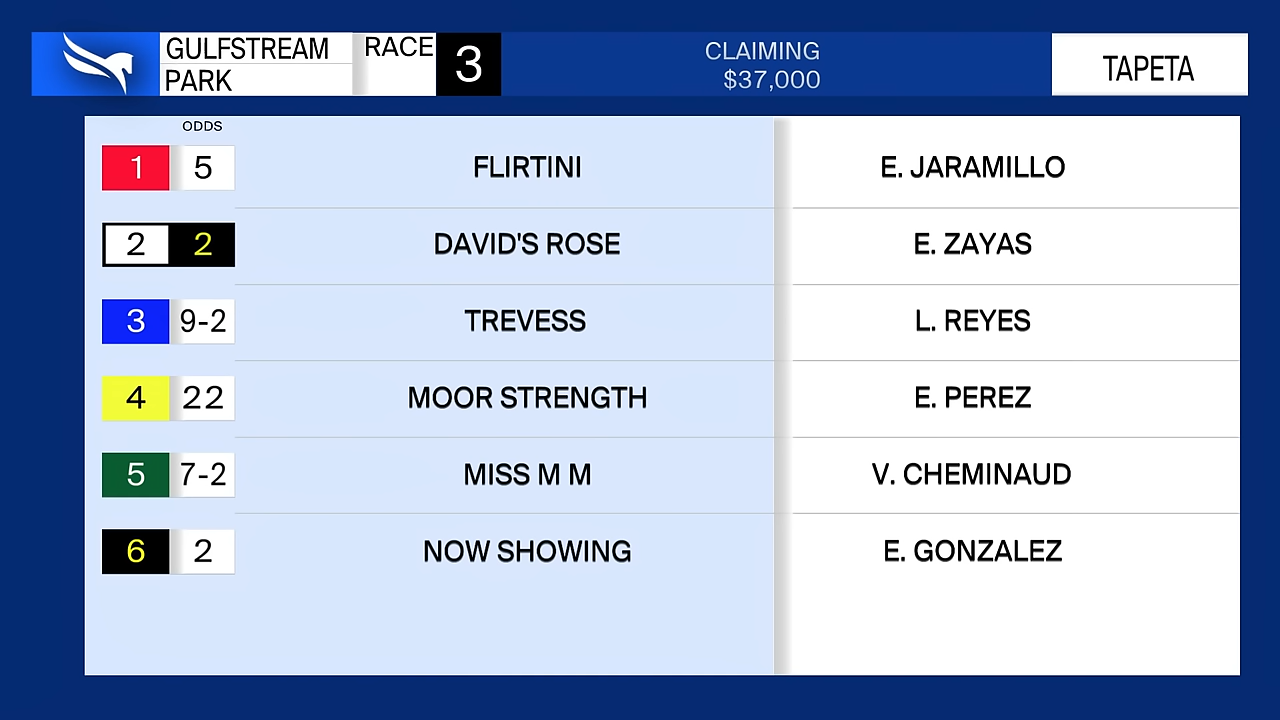 GULFSTREAM
PARK
RACE
3
CLAIMING
$37,000
TAPETA
ODDS
1 5 FLIRTINI E. JARAMILLO
2 2 DAVID'S ROSE E. ZAYAS
3 9-2 TREVESS L. REYES
4 22 MOOR STRENGTH E. PEREZ
5 7-2 MISS M M V. CHEMINAUD
6 2 NOW SHOWING E. GONZALEZ